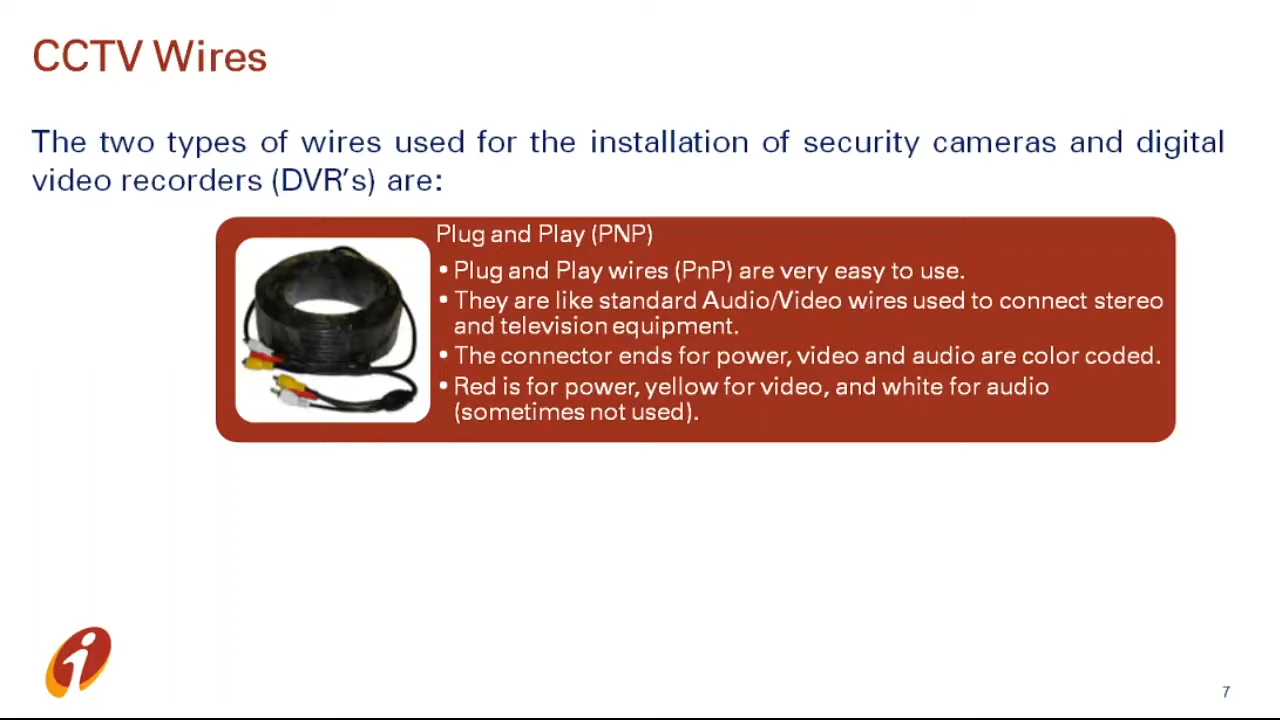 CCTV Wires
The two types of wires used for the installation of security cameras and digital
video recorders (DVR's) are:
Plug and Play (PNP)
• Plug and Play wires (PnP) are very easy to use.
• They are like standard Audio/Video wires used to connect stereo
and television equipment.
• The connector ends for power, video and audio are color coded.
• Red is for power, yellow for video, and white for audio
(sometimes not used).
i
7